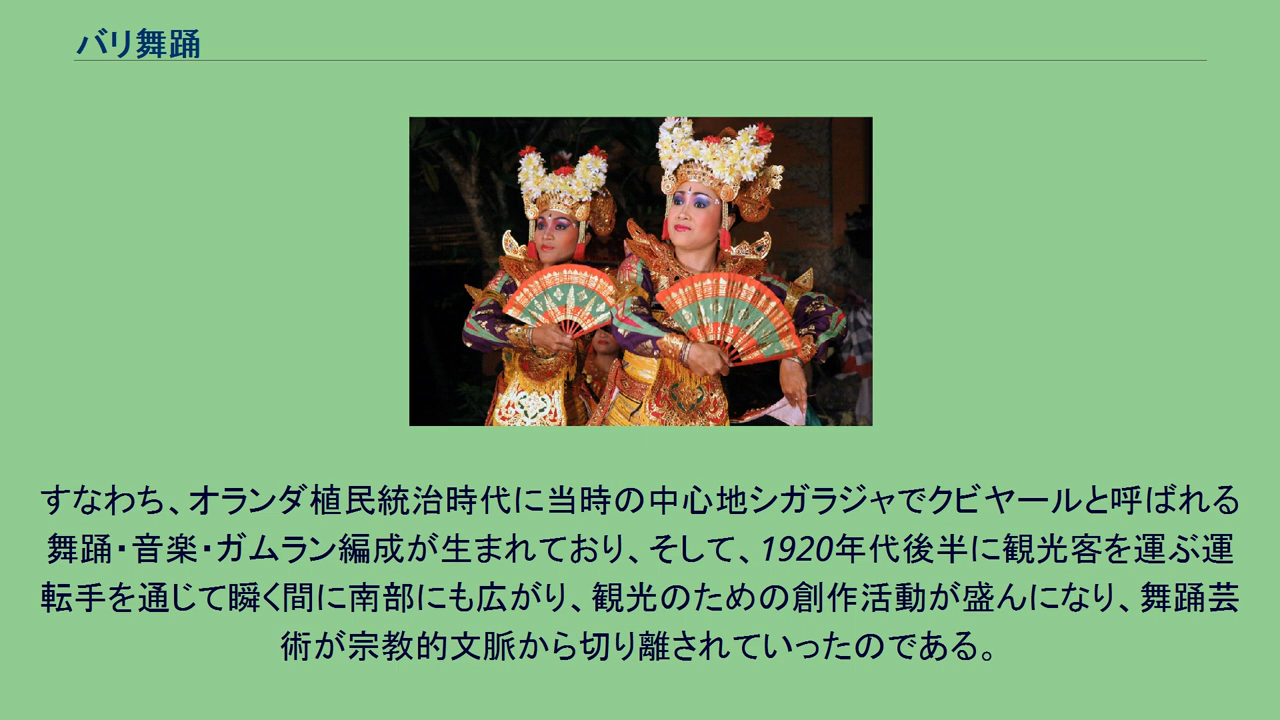 バリ舞踊
すなわち、オランダ植民統治時代に当時の中心地シガラジャでクビヤールと呼ばれる
舞踊・音楽・ガムラン編成が生まれており、そして、1920年代後半に観光客を運ぶ運
転手を通じて瞬く間に南部にも広がり、観光のための創作活動が盛んになり、舞踊芸
術が宗教的文脈から切り離されていったのである。